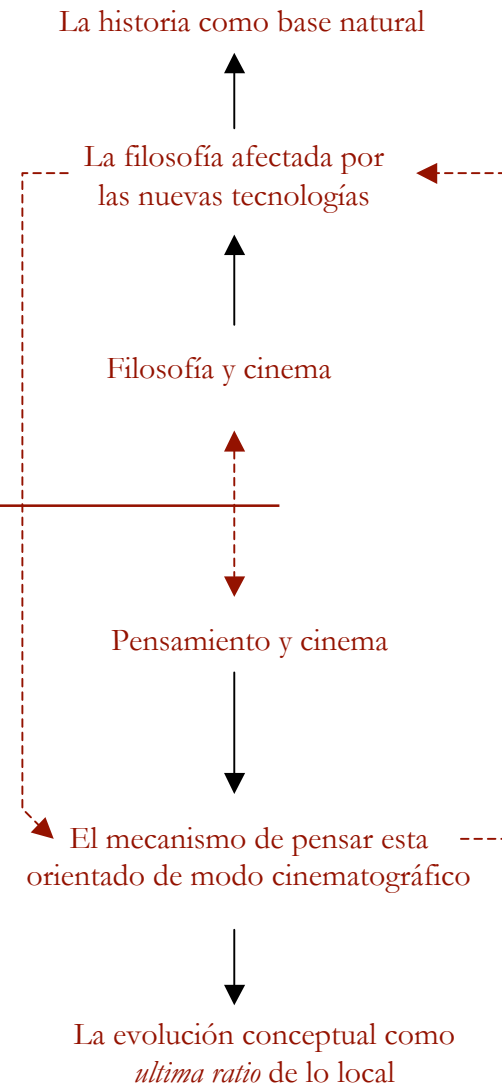 La historia como base natural
La filosofía afectada por
las nuevas tecnologías
Filosofía y cinema
Pensamiento y cinema
El mecanismo de pensar esta
orientado de modo cinematográfico
La evolución conceptual como
ultima ratio de lo local